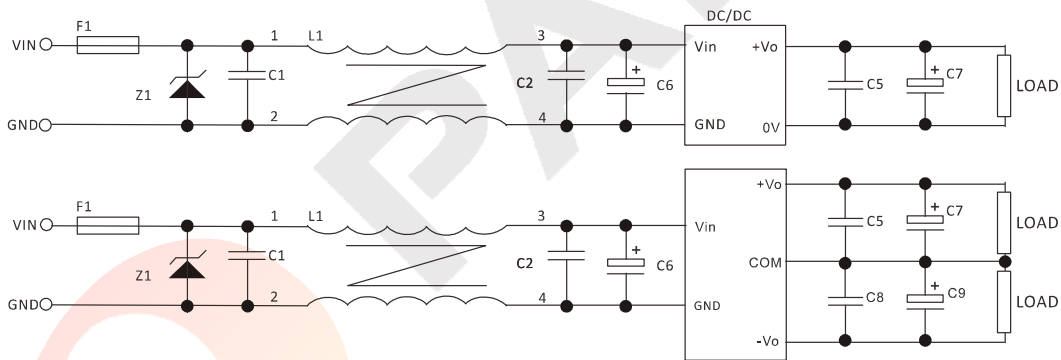 DC/DC
F1
VIN
1
L1
3
Vin
+Vo
Z1
C1
C2
+
C6
C5
+
C7
LOAD
GND
2
4
GND
0V
F1
VIN
1
L1
3
Vin
+Vo
Z1
C1
C2
+
C6
COM
C5
+
C7
LOAD
GND
2
4
GND
-Vo
C8
+
C9
LOAD